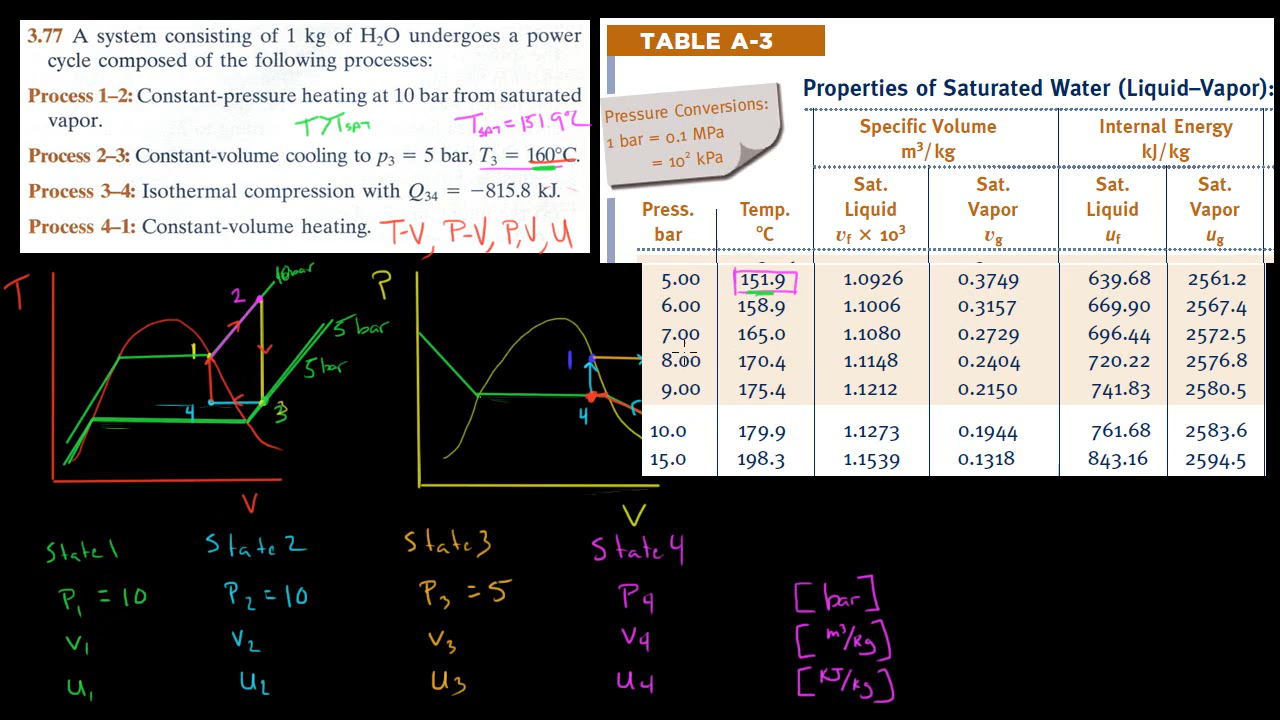 3.77 A system consisting of 1 kg of H₂O undergoes a power
cycle composed of the following processes:
Process 1–2: Constant-pressure heating at 10 bar from saturated
vapor.
T>TSAT
TSAT=151.9°C
Process 2–3: Constant-volume cooling to p₃ = 5 bar, T₃ = 160°C.
Process 3–4: Isothermal compression with Q₃₄ = −815.8 kJ.
Process 4–1: Constant-volume heating.
T-V, P-V, P,V,U
TABLE A-3
Properties of Saturated Water (Liquid–Vapor):
Pressure Conversions:
1 bar = 0.1 MPa
= 10² kPa
Specific Volume
m³/kg
Internal Energy
kJ/kg
Press.
bar
Temp.
°C
Sat.
Liquid
vf × 10³
Sat.
Vapor
vg
Sat.
Liquid
uf
Sat.
Vapor
ug
5.00 151.9 1.0926 0.3749 639.68 2561.2
6.00 158.9 1.1006 0.3157 669.90 2567.4
7.00 165.0 1.1080 0.2729 696.44 2572.5
8.00 170.4 1.1148 0.2404 720.22 2576.8
9.00 175.4 1.1212 0.2150 741.83 2580.5
10.0 179.9 1.1273 0.1944 761.68 2583.6
15.0 198.3 1.1539 0.1318 843.16 2594.5
T
10bar
2
1
5 bar
5 bar
4
3
V
P
1
4
V
State 1
P₁ = 10
v₁
u₁
State 2
P₂ = 10
v₂
u₂
State 3
P₃ = 5
v₃
u₃
State 4
P₄
v₄
u₄
[bar]
[m³/kg]
[kJ/kg]